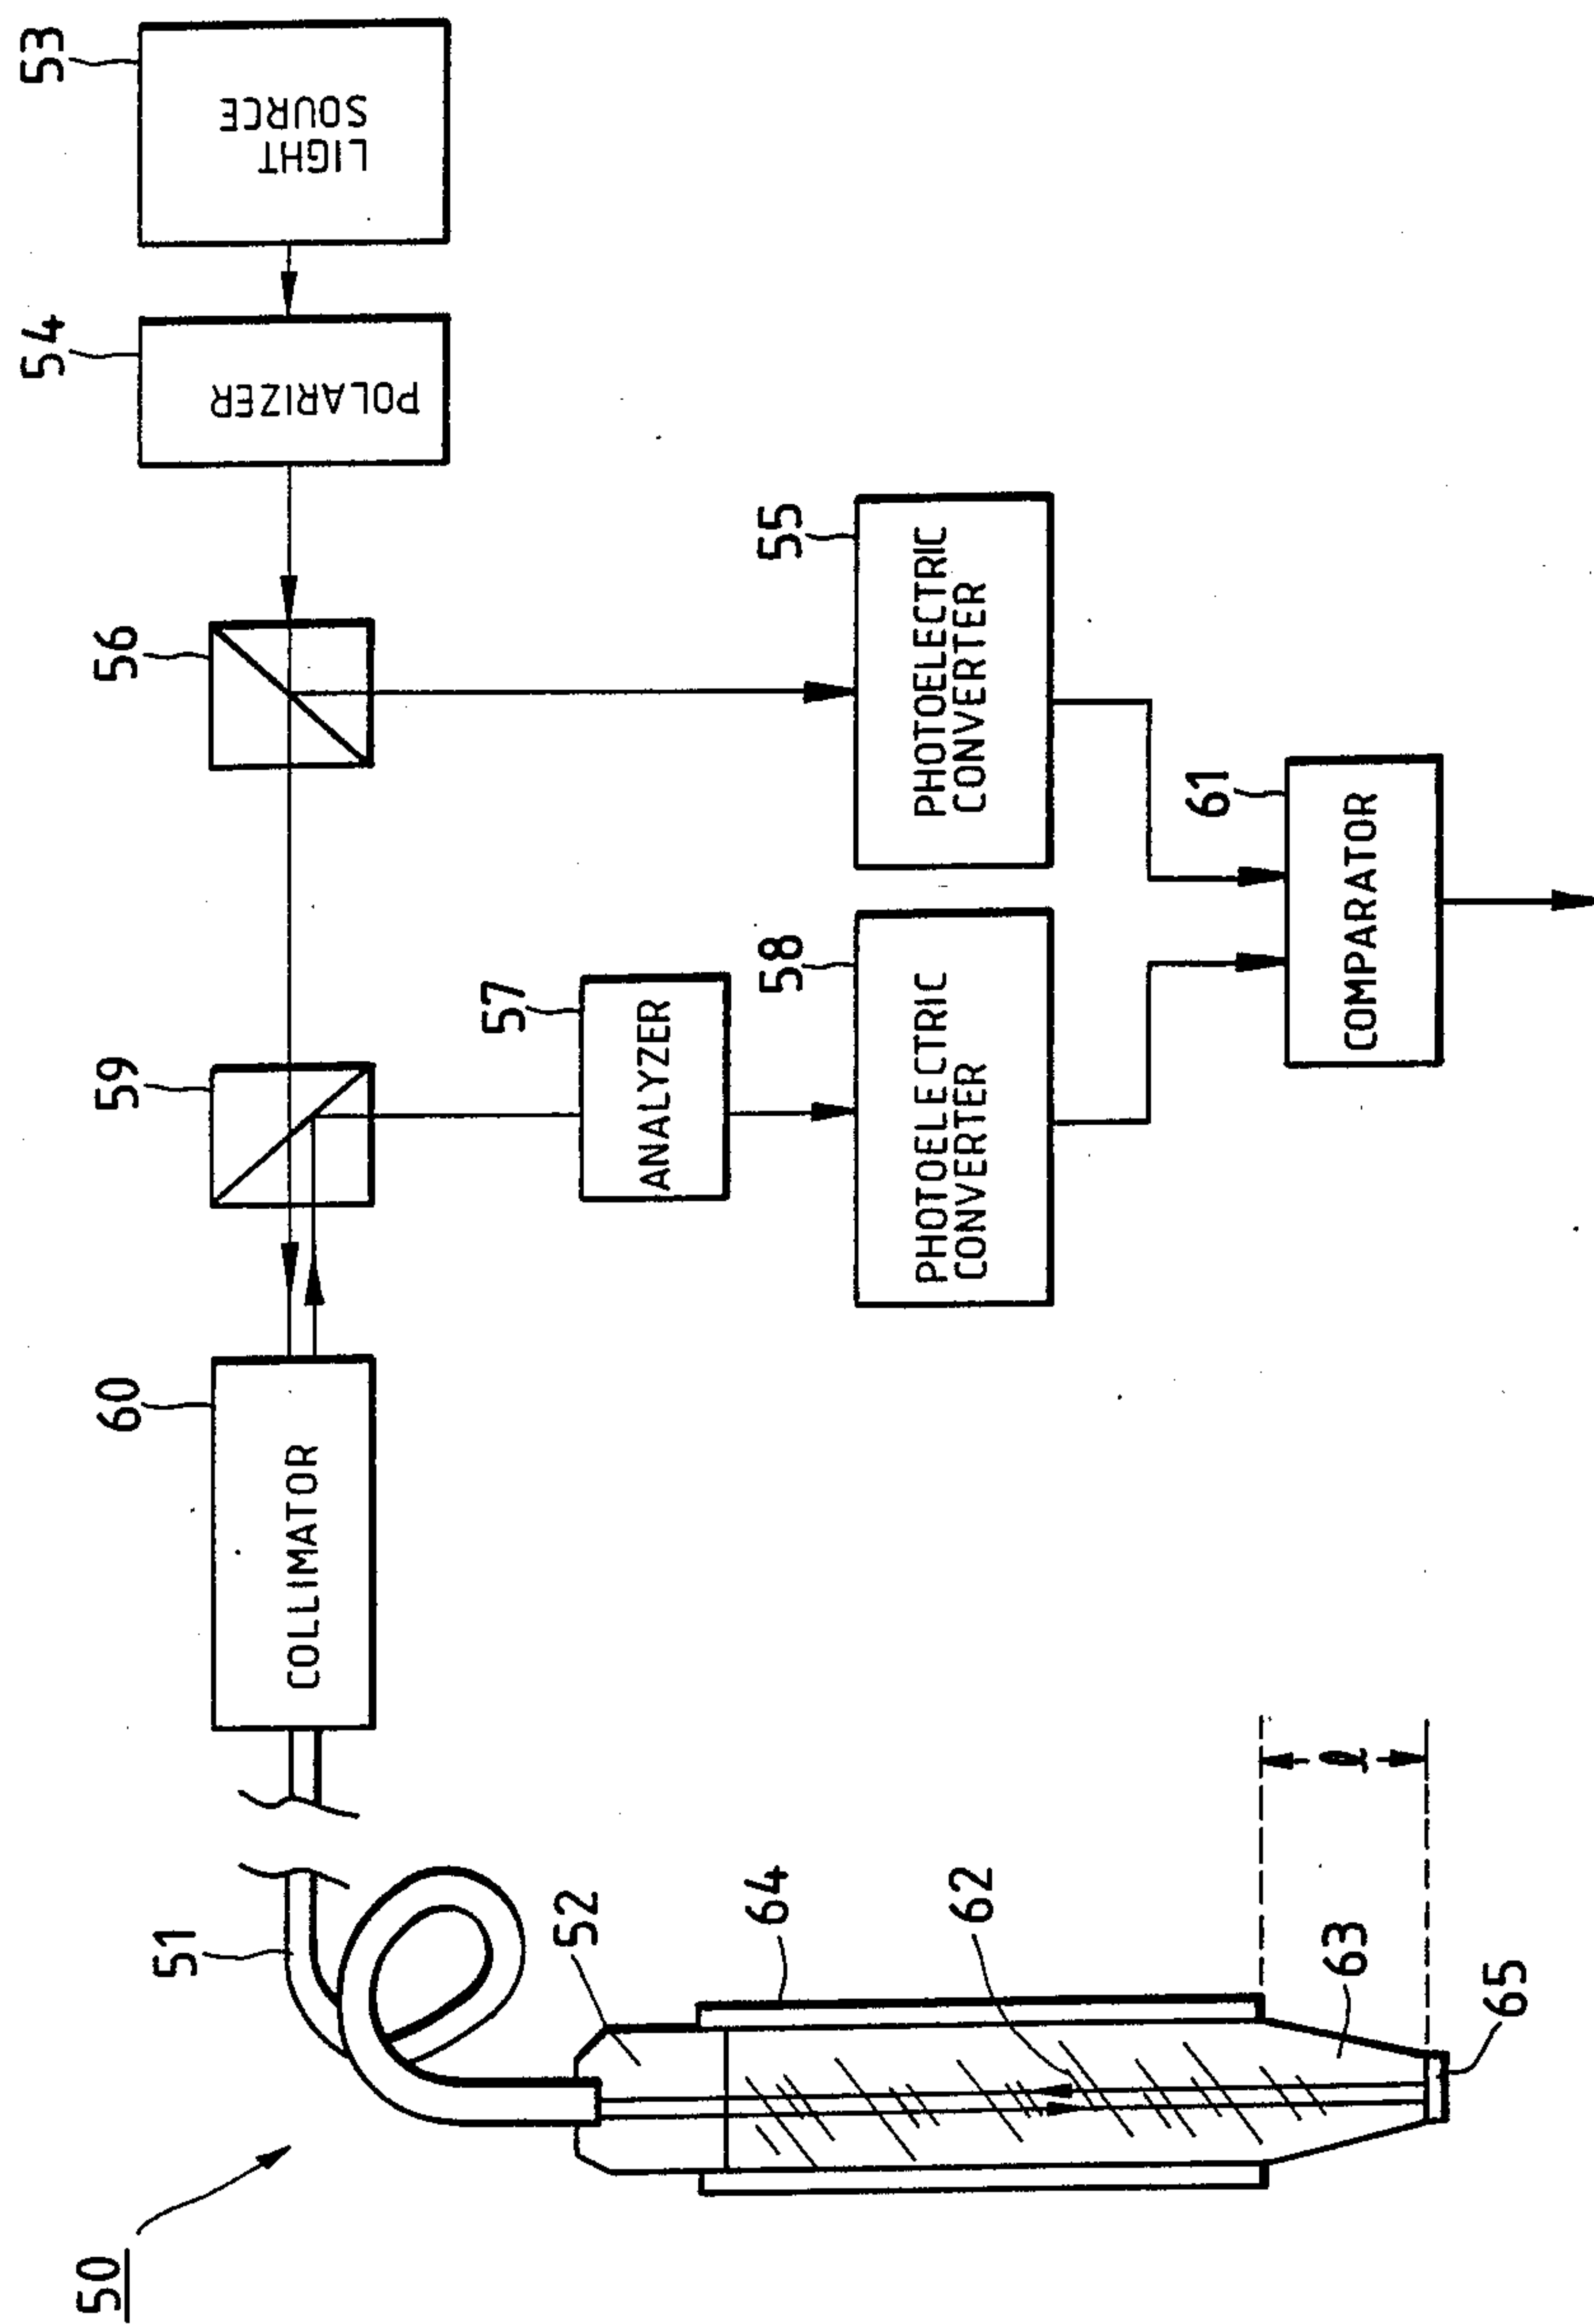 53
LIGHT
SOURCE
54
POLARIZER
56
55
PHOTOELECTRIC
CONVERTER
59
57
ANALYZER
58
PHOTOELECTRIC
CONVERTER
61
COMPARATOR
60
COLLIMATOR
51
52
64
62
63
65
ℓ
50